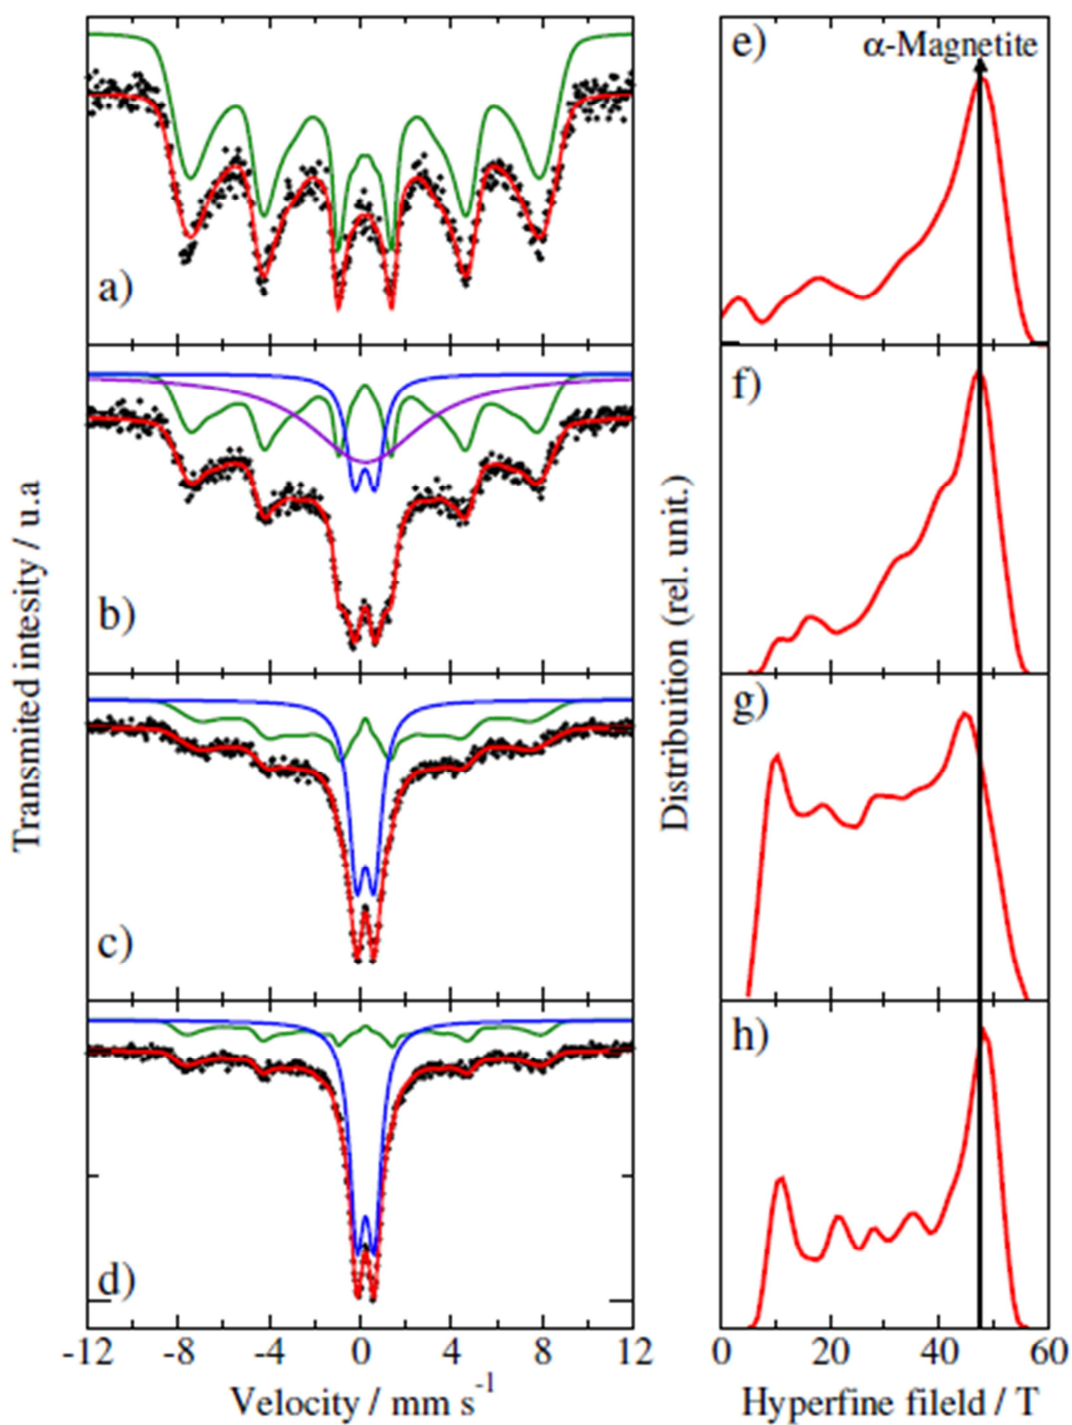 e)
α-Magnetite
a)
f)
b)
g)
c)
h)
d)
Transmited intesity / u.a
Distribution (rel. unit.)
-12 -8 -4 0 4 8 12
0 20 40 60
Velocity / mm s-1
Hyperfine fileld / T